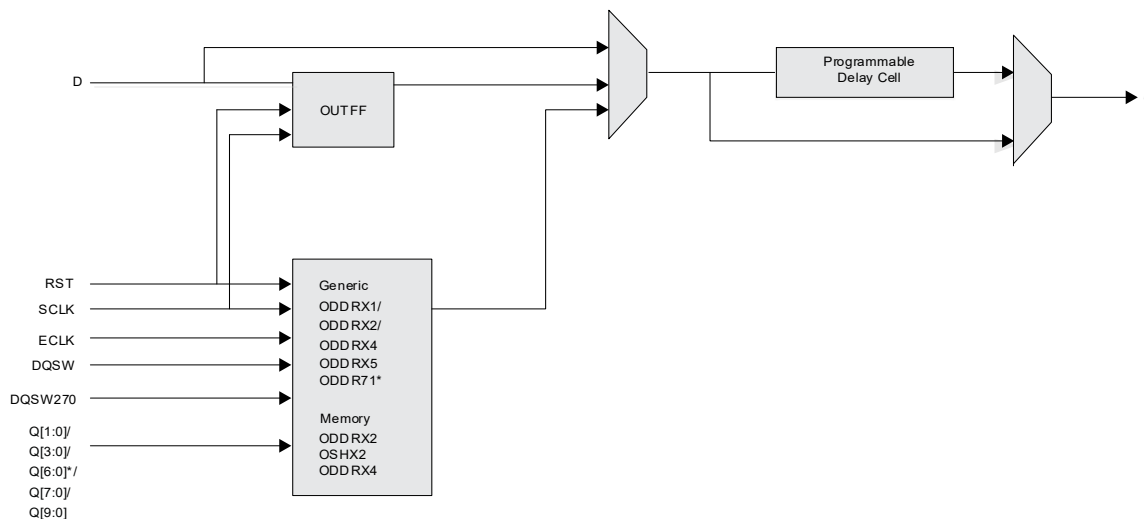 D
OUTFF
Programmable
Delay Cell
RST
SCLK
ECLK
DQSW
DQSW270
Q[1:0]/
Q[3:0]/
Q[6:0]*/
Q[7:0]/
Q[9:0]
Generic
ODDRX1/
ODDRX2/
ODDRX4
ODDRX5
ODDR71*
Memory
ODDRX2
OSHX2
ODDRX4